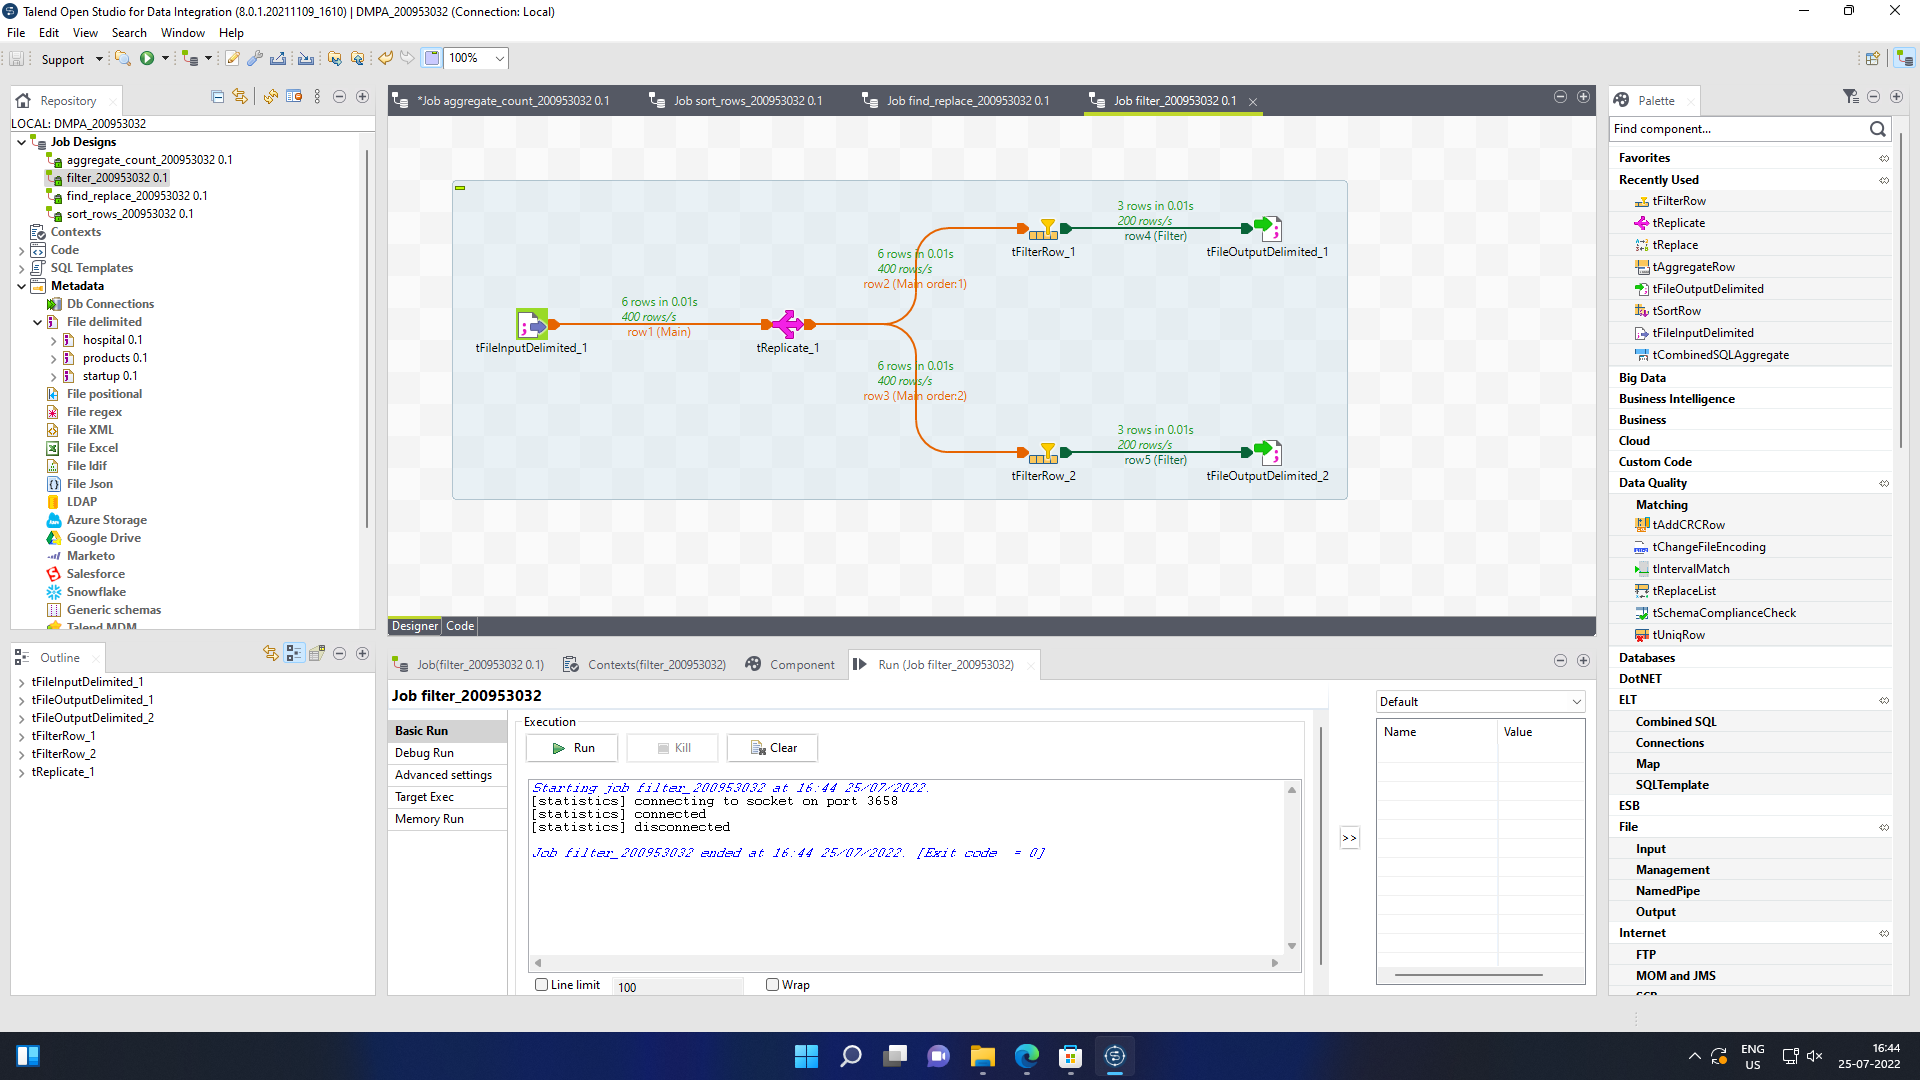 Talend Open Studio for Data Integration (8.0.1.20211109_1610) | DMPA_200953032 (Connection: Local)
File Edit View Search Window Help
Support
100%
Repository
LOCAL: DMPA_200953032
Job Designs
aggregate_count_200953032 0.1
filter_200953032 0.1
find_replace_200953032 0.1
sort_rows_200953032 0.1
Contexts
Code
SQL Templates
Metadata
Db Connections
File delimited
hospital 0.1
products 0.1
startup 0.1
File positional
File regex
File XML
File Excel
File ldif
File Json
LDAP
Azure Storage
Google Drive
Marketo
Salesforce
Snowflake
Generic schemas
Talend MDM
Outline
tFileInputDelimited_1
tFileOutputDelimited_1
tFileOutputDelimited_2
tFilterRow_1
tFilterRow_2
tReplicate_1
*Job aggregate_count_200953032 0.1
Job sort_rows_200953032 0.1
Job find_replace_200953032 0.1
Job filter_200953032 0.1
3 rows in 0.01s
200 rows/s
row4 (Filter)
tFilterRow_1
tFileOutputDelimited_1
6 rows in 0.01s
400 rows/s
row2 (Main order:1)
6 rows in 0.01s
400 rows/s
row1 (Main)
tFileInputDelimited_1
tReplicate_1
6 rows in 0.01s
400 rows/s
row3 (Main order:2)
3 rows in 0.01s
200 rows/s
row5 (Filter)
tFilterRow_2
tFileOutputDelimited_2
Designer Code
Job(filter_200953032 0.1)
Contexts(filter_200953032)
Component
Run (Job filter_200953032)
Job filter_200953032
Basic Run
Debug Run
Advanced settings
Target Exec
Memory Run
Execution
Run
Kill
Clear
Starting job filter_200953032 at 16:44 25/07/2022.
[statistics] connecting to socket on port 3658
[statistics] connected
[statistics] disconnected
Job filter_200953032 ended at 16:44 25/07/2022. [Exit code  = 0]
Line limit
100
Wrap
>>
Default
Name Value
Palette
Find component...
Favorites
Recently Used
tFilterRow
tReplicate
tReplace
tAggregateRow
tFileOutputDelimited
tSortRow
tFileInputDelimited
tCombinedSQLAggregate
Big Data
Business Intelligence
Business
Cloud
Custom Code
Data Quality
Matching
tAddCRCRow
tChangeFileEncoding
tIntervalMatch
tReplaceList
tSchemaComplianceCheck
tUniqRow
Databases
DotNET
ELT
Combined SQL
Connections
Map
SQLTemplate
ESB
File
Input
Management
NamedPipe
Output
Internet
FTP
MOM and JMS
ENG
US
16:44
25-07-2022